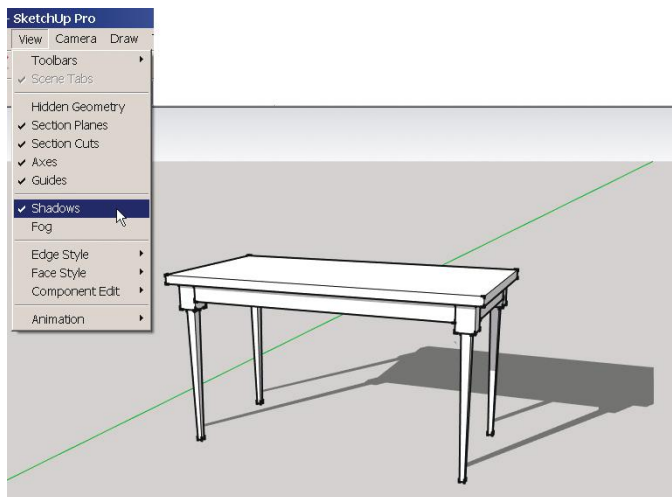 - SketchUp Pro
View Camera Draw
Toolbars
Scene Tabs
Hidden Geometry
Section Planes
Section Cuts
Axes
Guides
Shadows
Fog
Edge Style
Face Style
Component Edit
Animation